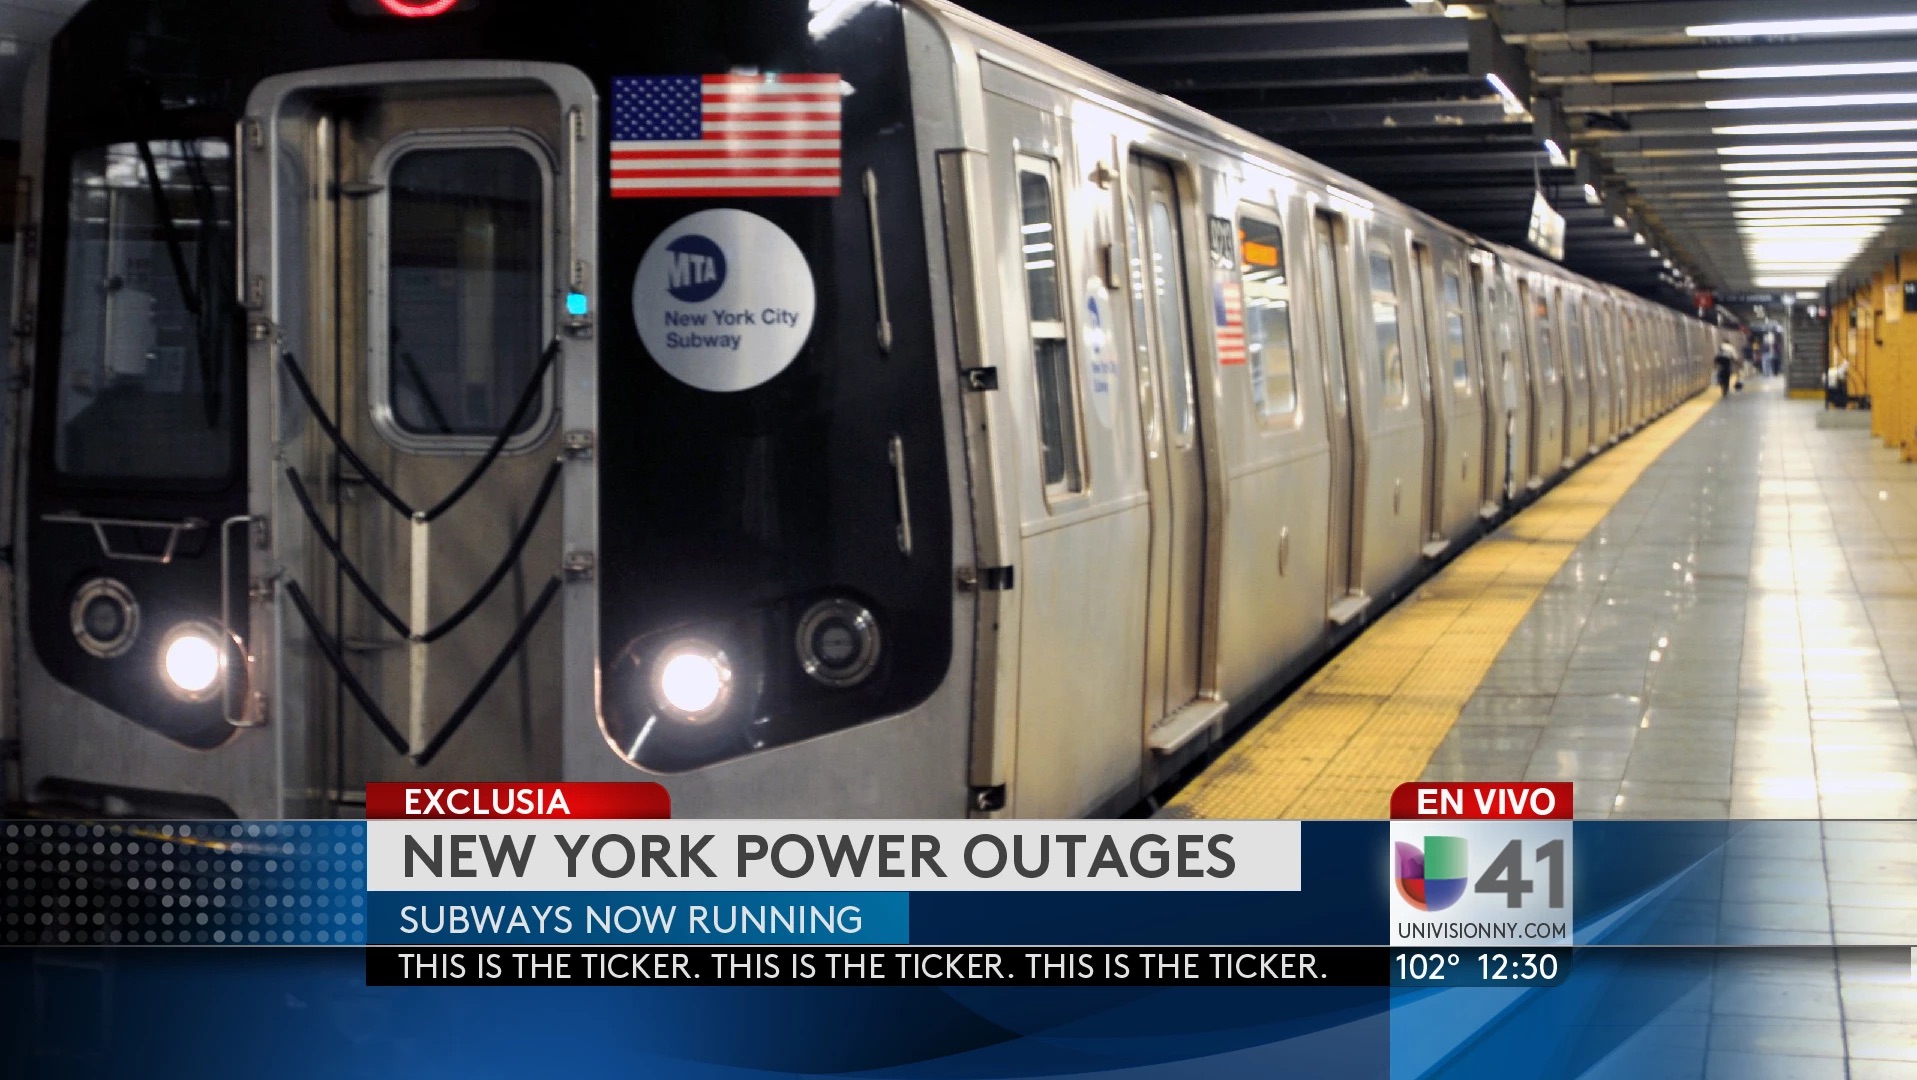 MTA
New York City
Subway
EXCLUSIA
EN VIVO
NEW YORK POWER OUTAGES
41
SUBWAYS NOW RUNNING
UNIVISIONNY.COM
THIS IS THE TICKER. THIS IS THE TICKER. THIS IS THE TICKER.
102° 12:30